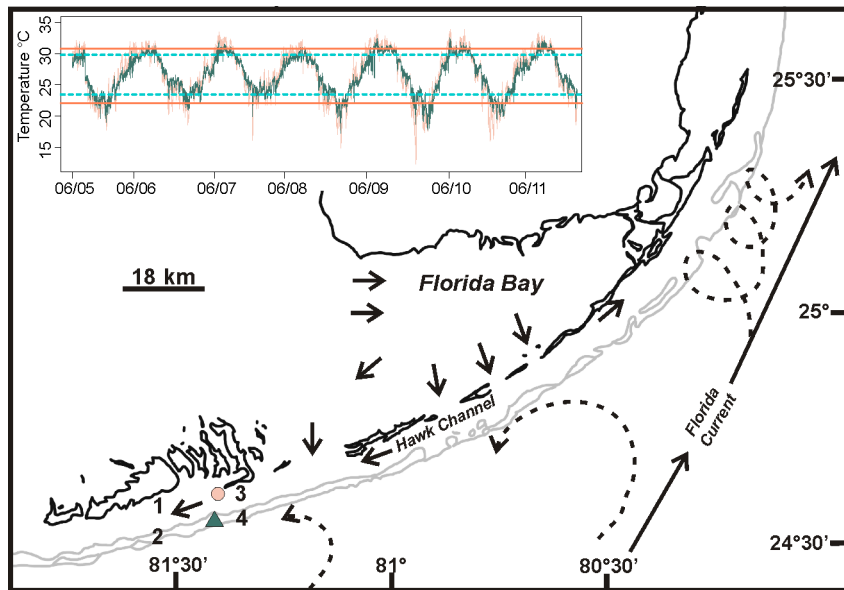 35
30
25
20
15
Temperature °C
06/05 06/06 06/07 06/08 06/09 06/10 06/11
25°30'
18 km
Florida Bay
25°
Hawk Channel
Florida
Current
3
1
4
2
24°30'
81°30' 81° 80°30'